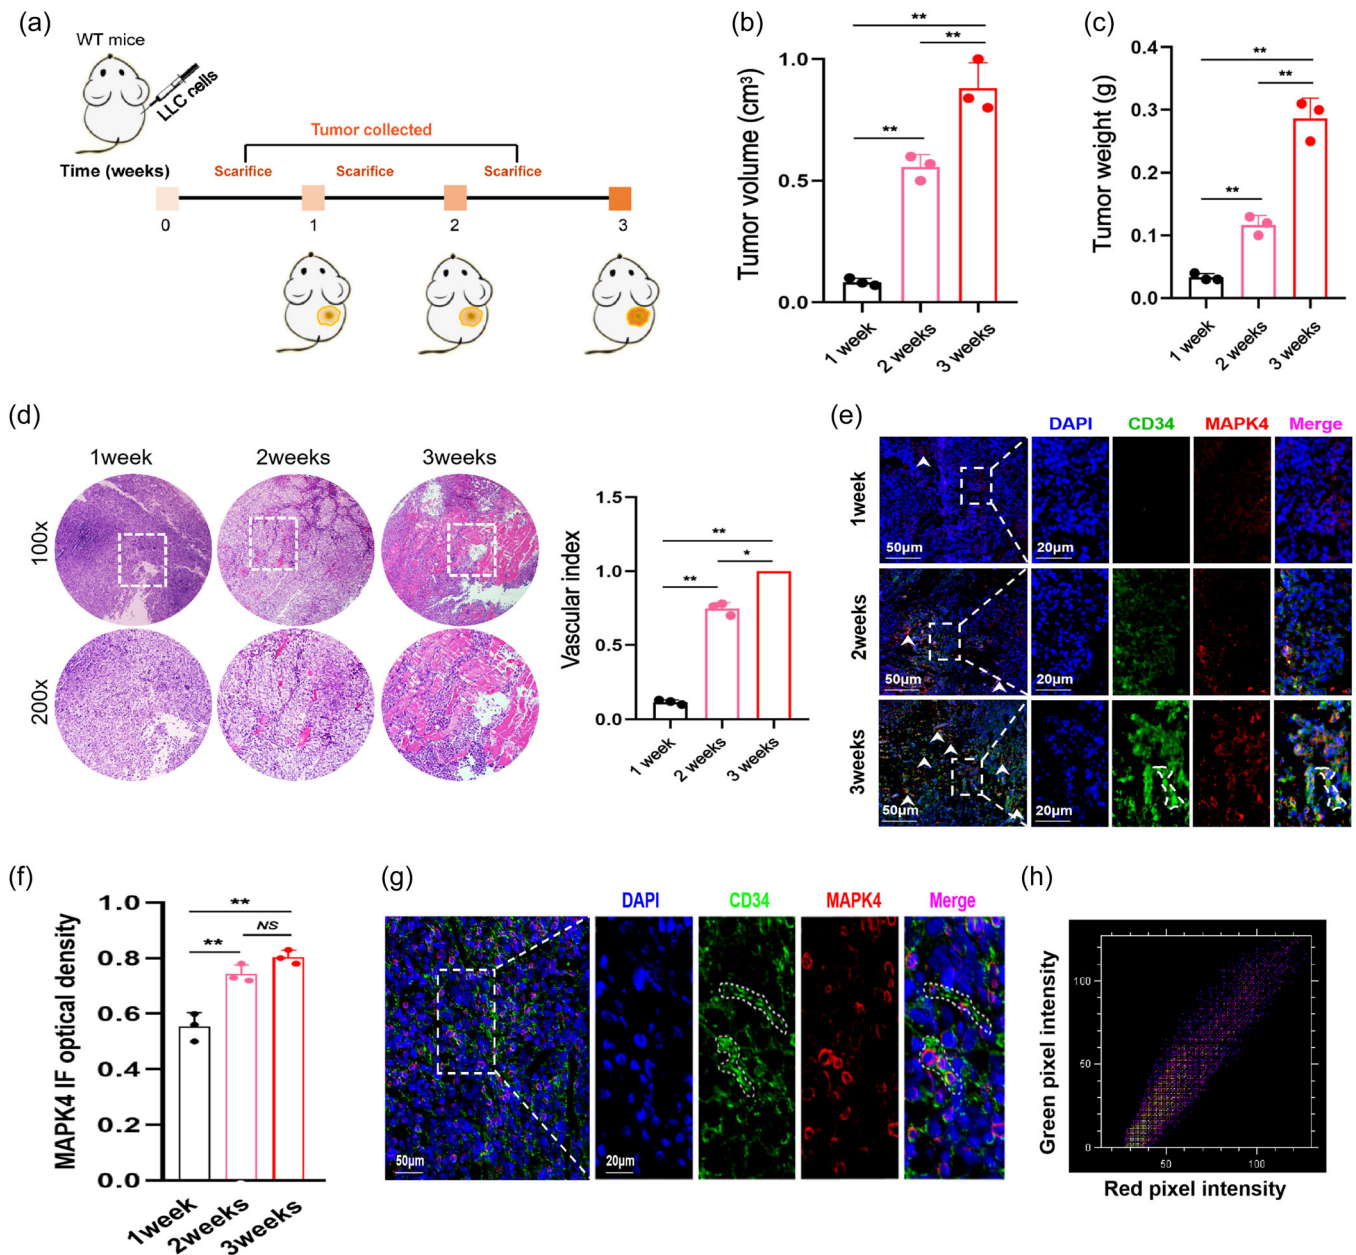 (a)
WT mice
LLC cells
Tumor collected
Time (weeks)
Scarifice
Scarifice
Scarifice
0
1
2
3
(b)
Tumor volume (cm³)
1.0
0.5
0.0
**
**
**
1 week
2 weeks
3 weeks
(c)
Tumor weight (g)
0.4
0.3
0.2
0.1
0.0
**
**
**
1 week
2 weeks
3 weeks
(d)
1week
2weeks
3weeks
100x
200x
Vascular index
1.5
1.0
0.5
0.0
**
*
**
1 week
2 weeks
3 weeks
(e)
DAPI
CD34
MAPK4
Merge
1week
50μm
20μm
2weeks
50μm
20μm
3weeks
50μm
20μm
(f)
MAPK4 IF optical density
1.0
0.8
0.6
0.4
0.2
0.0
**
NS
**
1week
2weeks
3weeks
(g)
DAPI
CD34
MAPK4
Merge
50μm
20μm
(h)
Green pixel intensity
100
50
0
50
100
Red pixel intensity